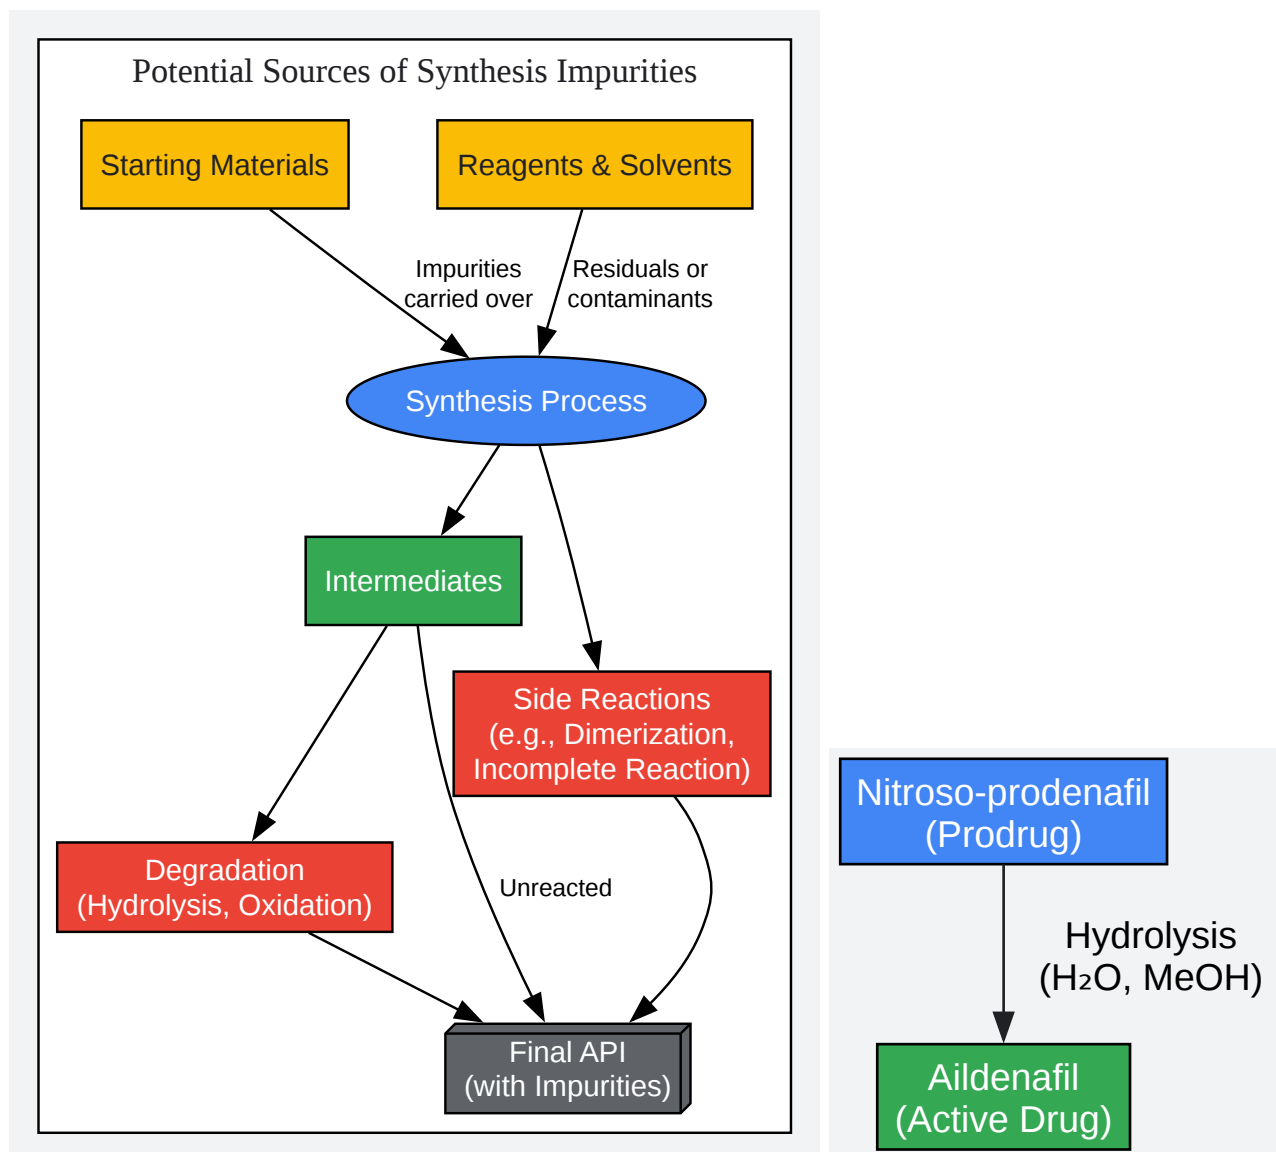 Potential Sources of Synthesis Impurities
Starting Materials
Reagents & Solvents
Impurities
carried over
Residuals or
contaminants
Synthesis Process
Intermediates
Side Reactions
(e.g., Dimerization,
Incomplete Reaction)
Degradation
(Hydrolysis, Oxidation)
Unreacted
Final API
(with Impurities)
Nitroso-prodenafil
(Prodrug)
Hydrolysis
(H₂O, MeOH)
Aildenafil
(Active Drug)